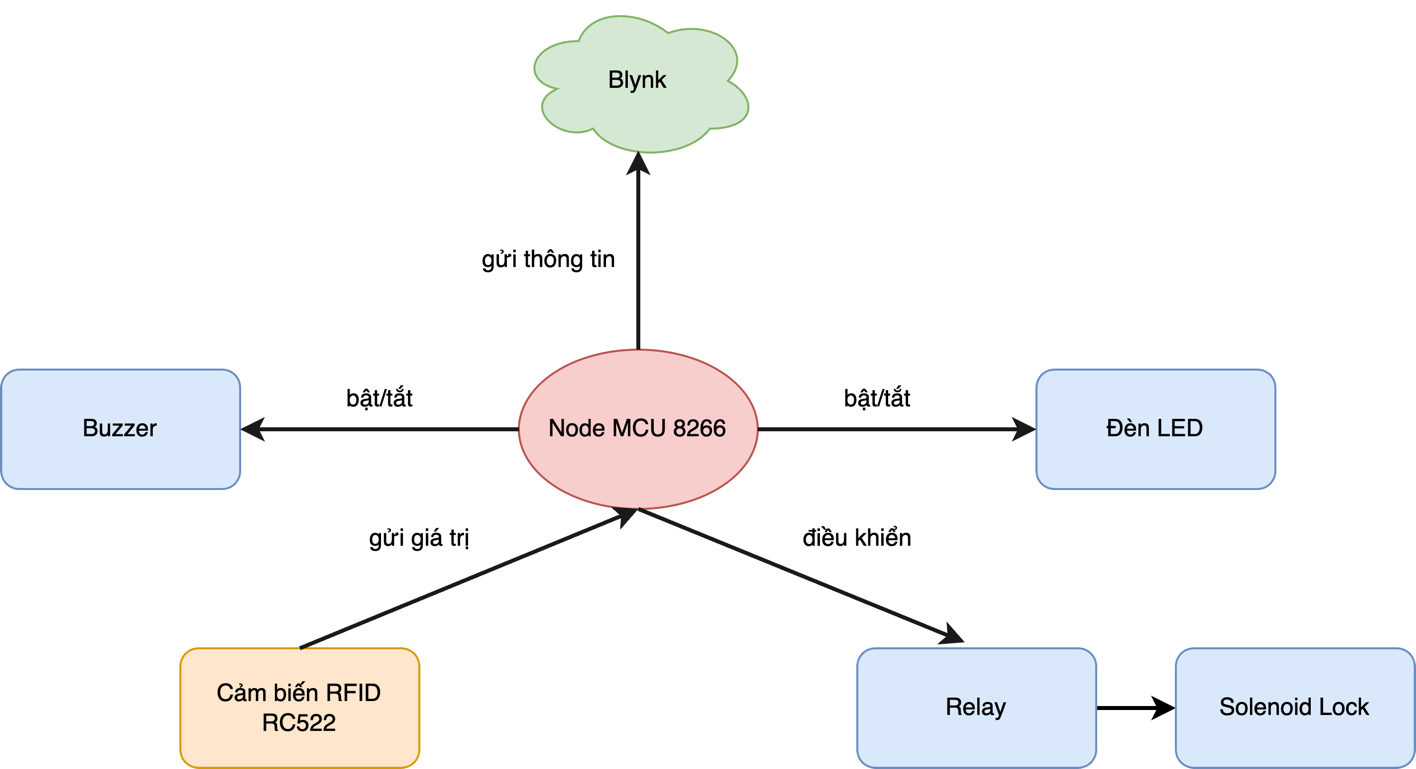 Blynk
gửi thông tin
bật/tắt
bật/tắt
Buzzer
Node MCU 8266
Đèn LED
gửi giá trị
điều khiển
Cảm biến RFID
RC522
Relay
Solenoid Lock